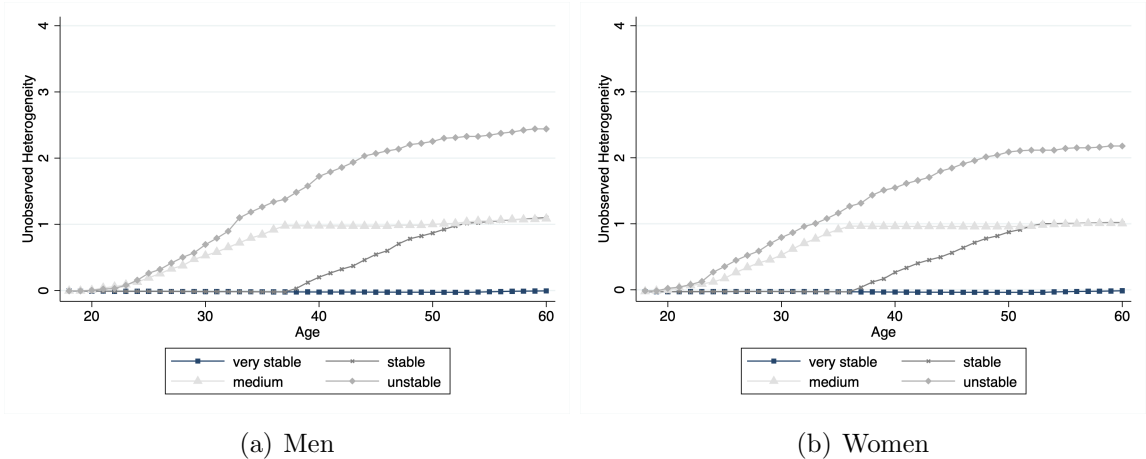 Unobserved Heterogeneity
4
3
2
1
0
20 30 40 50 60
Age
very stable stable
medium unstable
(a) Men
Unobserved Heterogeneity
4
3
2
1
0
20 30 40 50 60
Age
very stable stable
medium unstable
(b) Women